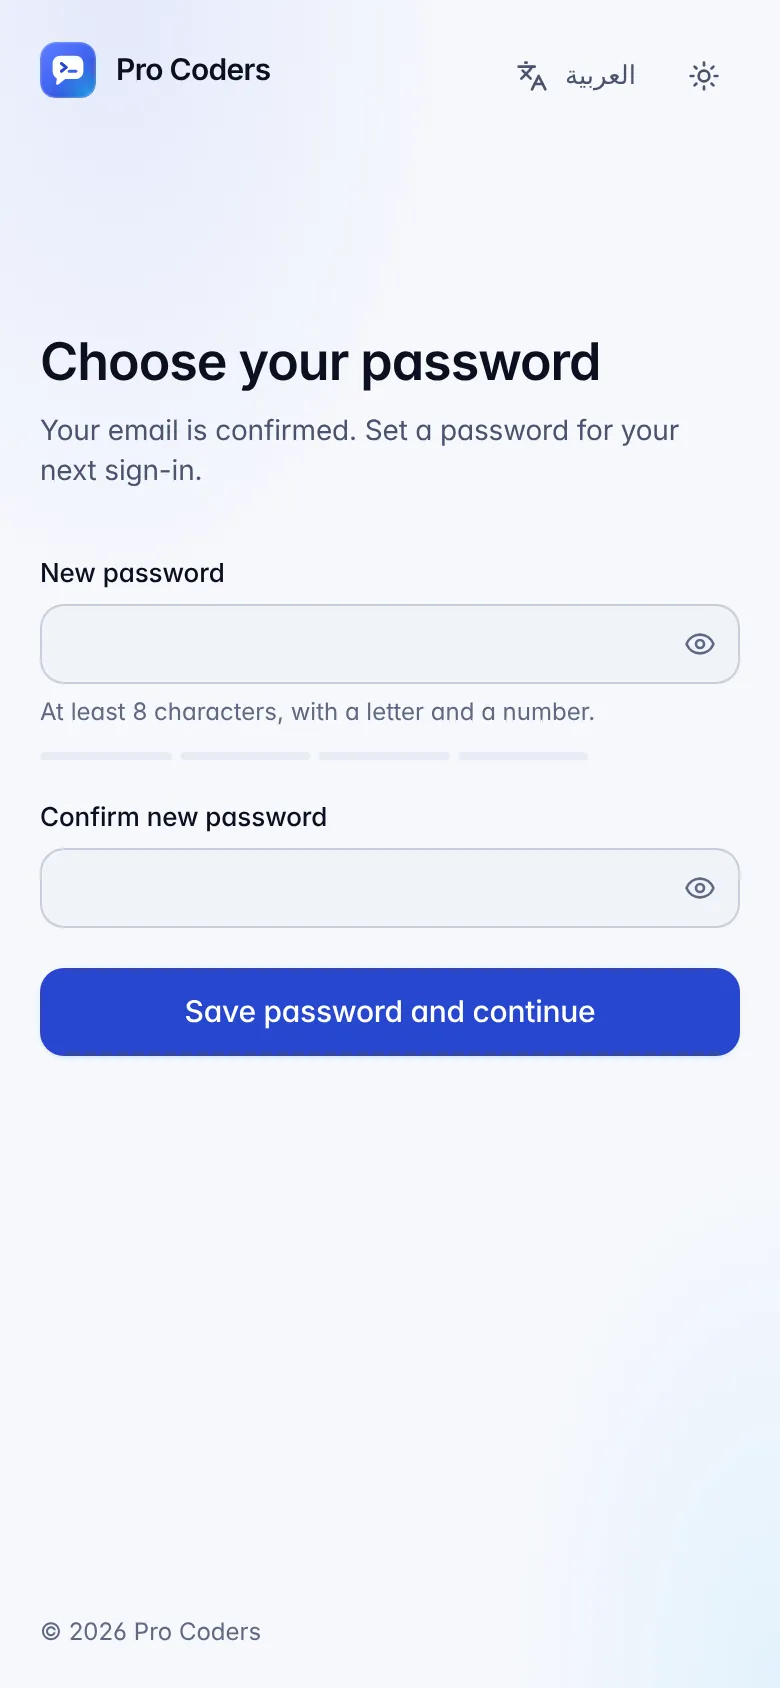 Pro Coders
العربية
Choose your password
Your email is confirmed. Set a password for your
next sign-in.
New password
At least 8 characters, with a letter and a number.
Confirm new password
Save password and continue
© 2026 Pro Coders